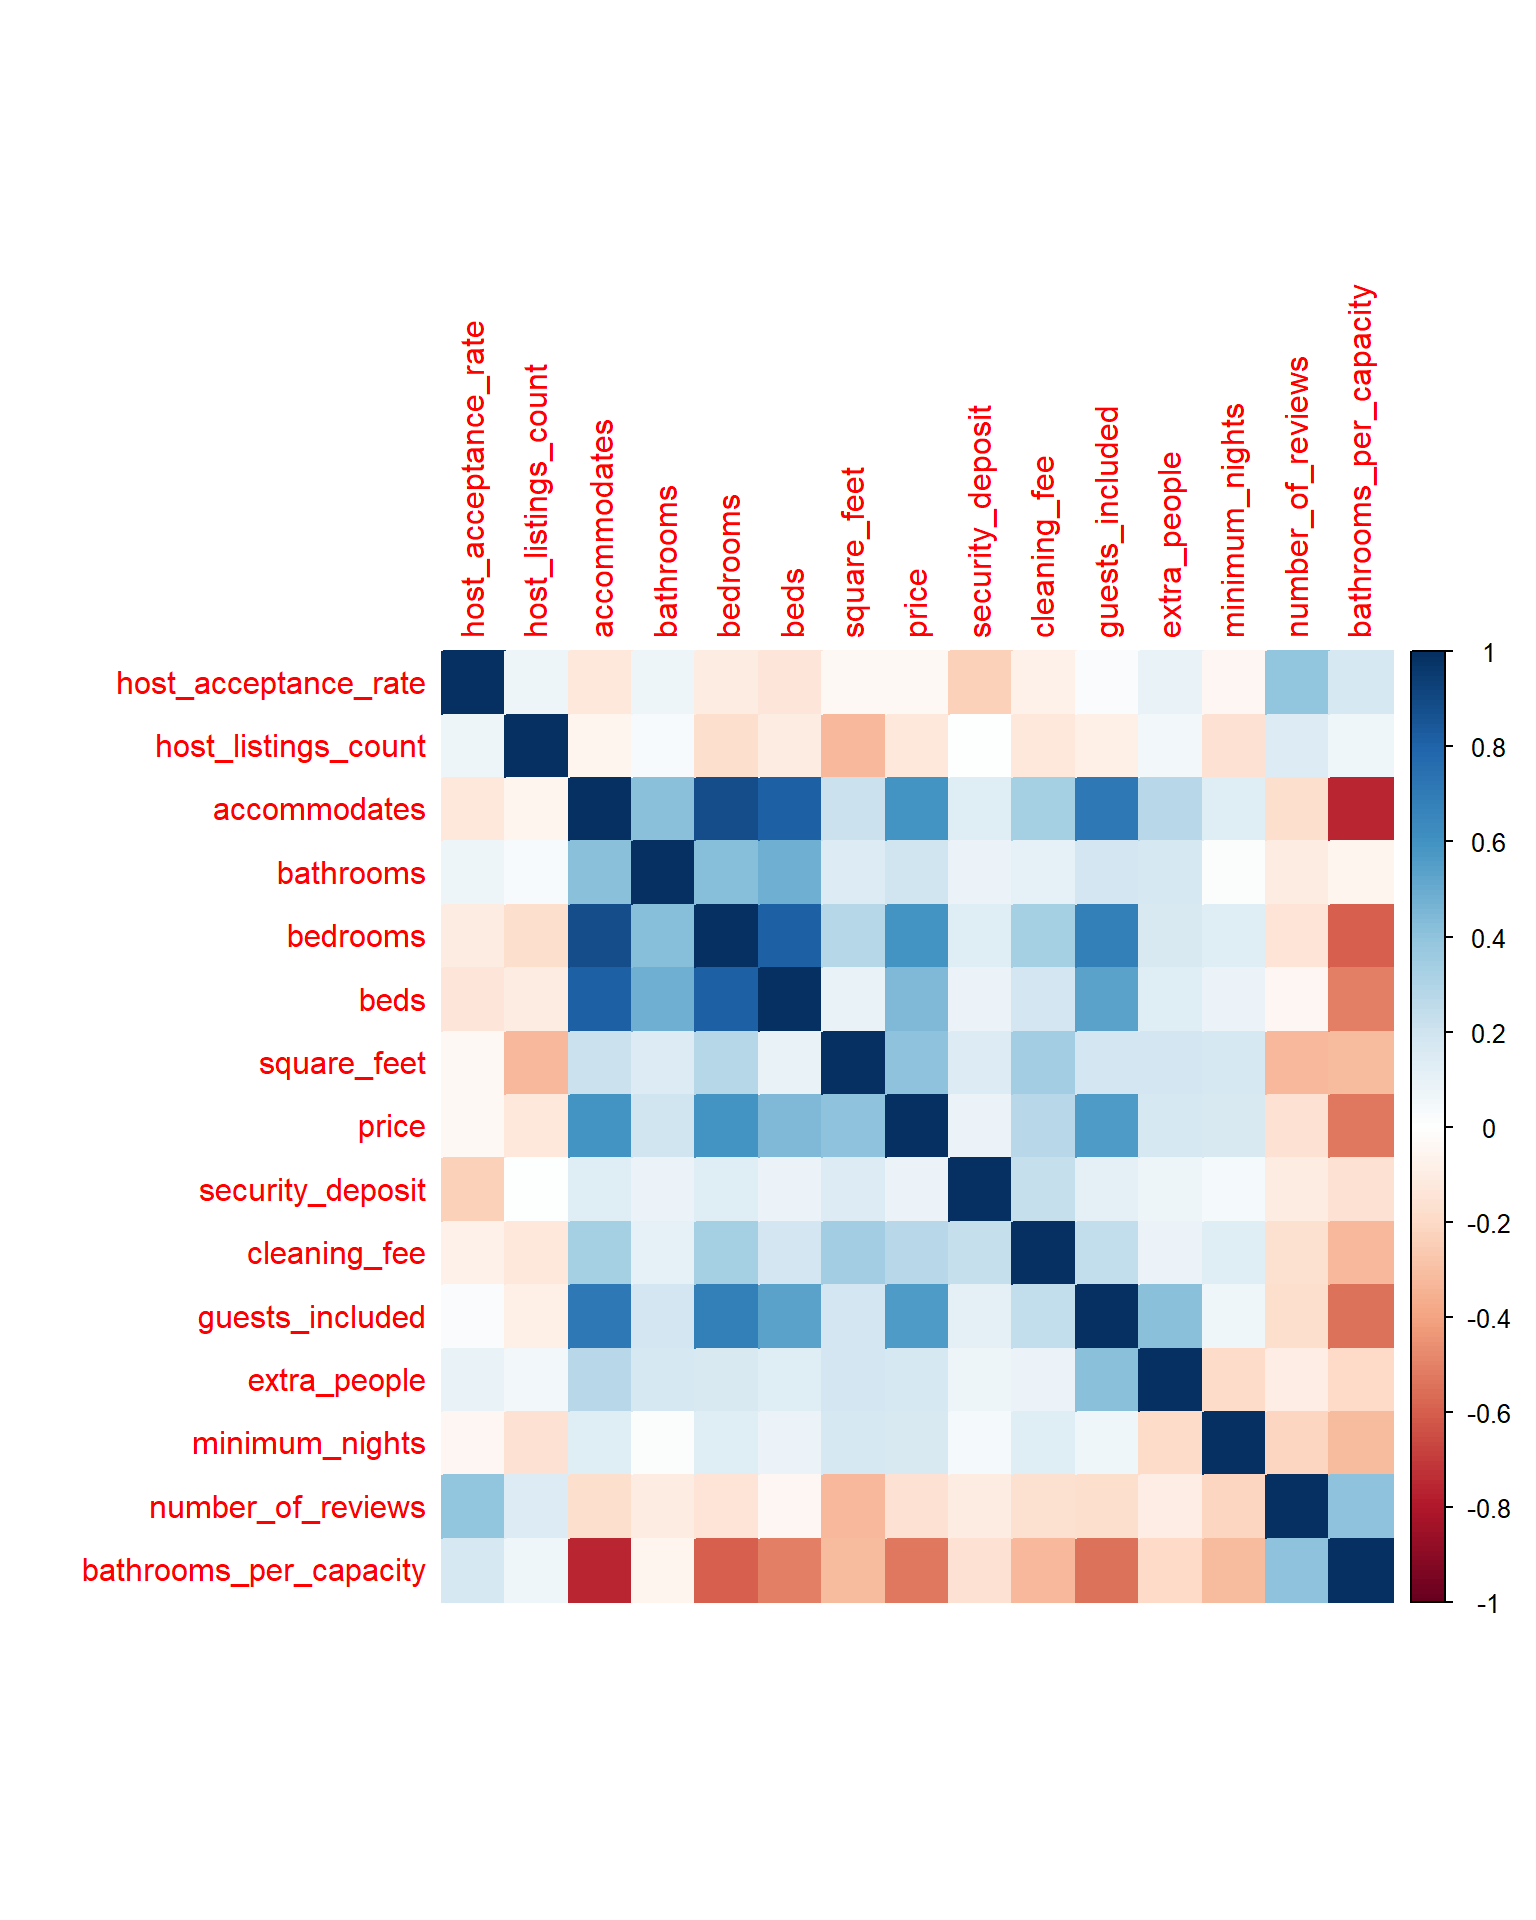 host_acceptance_rate
host_listings_count
accommodates
bathrooms
bedrooms
beds
square_feet
price
security_deposit
cleaning_fee
guests_included
extra_people
minimum_nights
number_of_reviews
bathrooms_per_capacity
host_acceptance_rate
host_listings_count
accommodates
bathrooms
bedrooms
beds
square_feet
price
security_deposit
cleaning_fee
guests_included
extra_people
minimum_nights
number_of_reviews
bathrooms_per_capacity
1
0.8
0.6
0.4
0.2
0
-0.2
-0.4
-0.6
-0.8
-1